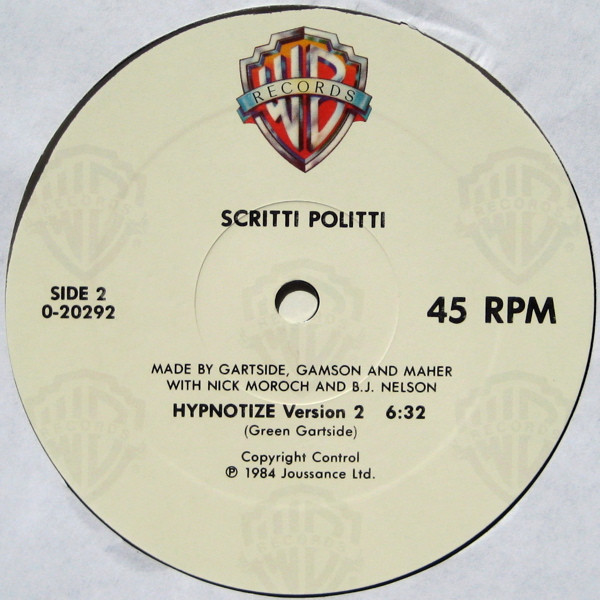 WB
RECORDS
SCRITTI POLITTI
SIDE 2
0-20292
45 RPM
MADE BY GARTSIDE, GAMSON AND MAHER
WITH NICK MOROCH AND B.J. NELSON
HYPNOTIZE Version 2 6:32
(Green Gartside)
Copyright Control
℗ 1984 Joussance Ltd.